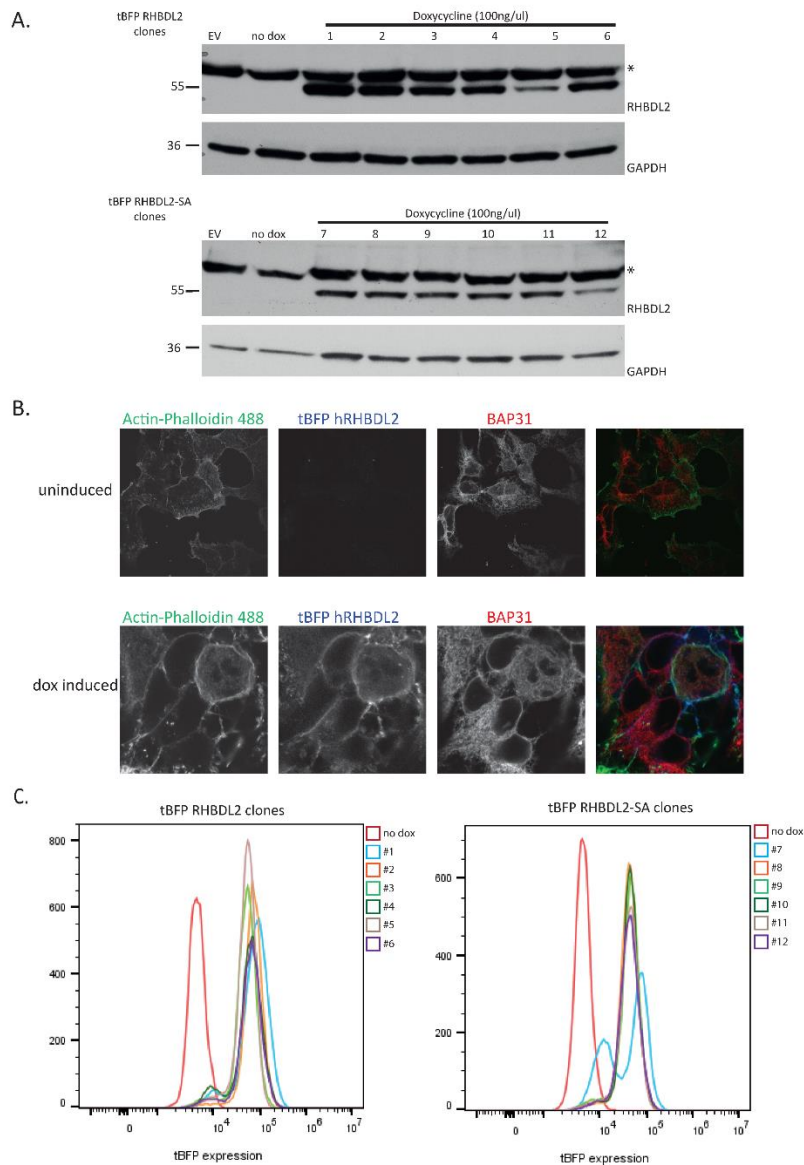 A.
tBFP RHBDL2 clones
EV no dox
Doxycycline (100ng/ul)
1 2 3 4 5 6
*
55
RHBDL2
36
GAPDH
tBFP RHBDL2-SA clones
EV no dox
Doxycycline (100ng/ul)
7 8 9 10 11 12
*
55
RHBDL2
36
GAPDH
B.
Actin-Phalloidin 488 tBFP hRHBDL2 BAP31
uninduced
Actin-Phalloidin 488 tBFP hRHBDL2 BAP31
dox induced
C.
tBFP RHBDL2 clones
800
600
400
200
0
0 10^4 10^5 10^6 10^7
tBFP expression
no dox
#1
#2
#3
#4
#5
#6
tBFP RHBDL2-SA clones
600
400
200
0
0 10^4 10^5 10^6 10^7
tBFP expression
no dox
#7
#8
#9
#10
#11
#12